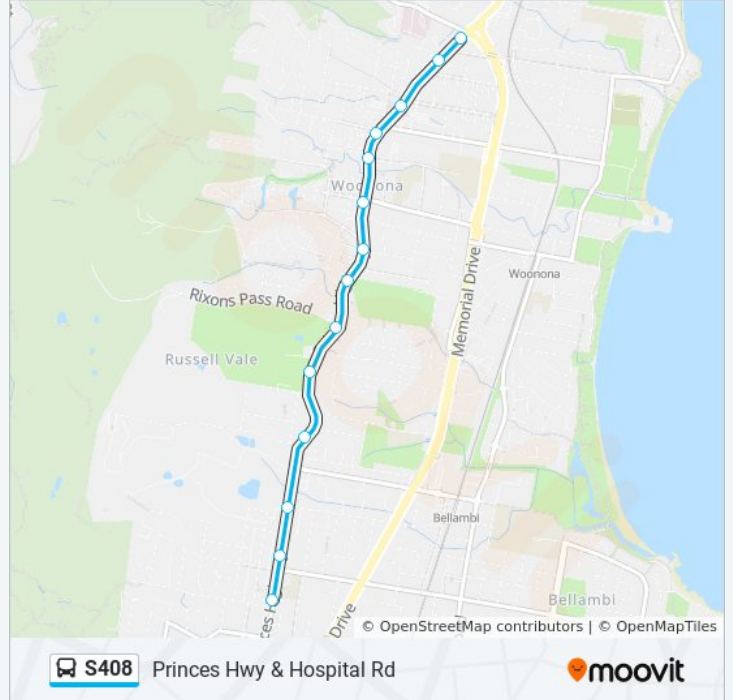 Woonona
Woonona
Memorial Drive
Rixons Pass Road
Russell Vale
Bellambi
Bellambi
Drive
© OpenStreetMap contributors | © OpenMapTiles
S408 Princes Hwy & Hospital Rd
moovit